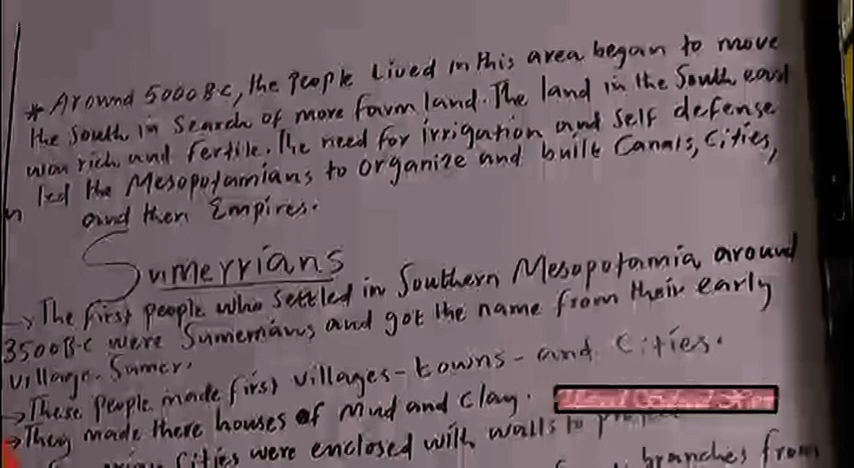 * Around 5000 B.C, the people lived in this area began to move
the South in search of more farm land. The land in the South east
was rich and fertile. The need for irrigation and self defense
led the Mesopotamians to organize and built Canals, Cities,
and then Empires.
Sumerrians
→ The first people who settled in Southern Mesopotamia around
3500 B.C were Sumerians and got the name from their early
village. Sumer.
→ These people made first villages - towns - and Cities.
→ They made there houses of mud and clay.
Cities were enclosed with walls to
branches from